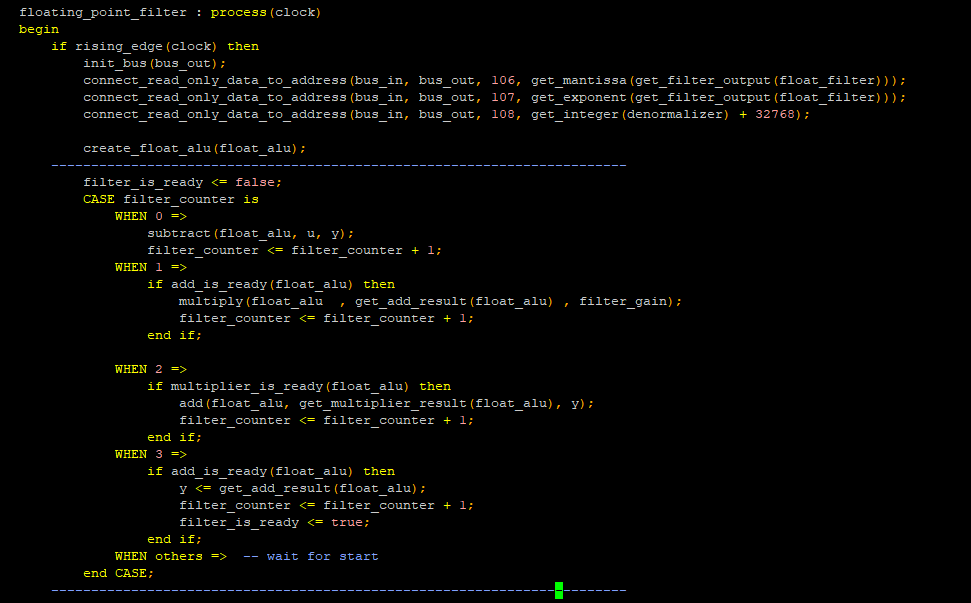 floating_point_filter : process(clock)
begin
    if rising_edge(clock) then
        init_bus(bus_out);
        connect_read_only_data_to_address(bus_in, bus_out, 106, get_mantissa(get_filter_output(float_filter)));
        connect_read_only_data_to_address(bus_in, bus_out, 107, get_exponent(get_filter_output(float_filter)));
        connect_read_only_data_to_address(bus_in, bus_out, 108, get_integer(denormalizer) + 32768);

        create_float_alu(float_alu);
    ------------------------------------------------------------------------
        filter_is_ready <= false;
        CASE filter_counter is
            WHEN 0 =>
                subtract(float_alu, u, y);
                filter_counter <= filter_counter + 1;
            WHEN 1 =>
                if add_is_ready(float_alu) then
                    multiply(float_alu  , get_add_result(float_alu) , filter_gain);
                    filter_counter <= filter_counter + 1;
                end if;

            WHEN 2 =>
                if multiplier_is_ready(float_alu) then
                    add(float_alu, get_multiplier_result(float_alu), y);
                    filter_counter <= filter_counter + 1;
                end if;
            WHEN 3 =>
                if add_is_ready(float_alu) then
                    y <= get_add_result(float_alu);
                    filter_counter <= filter_counter + 1;
                    filter_is_ready <= true;
                end if;
            WHEN others =>  -- wait for start
        end CASE;
    ------------------------------------------------------------------------